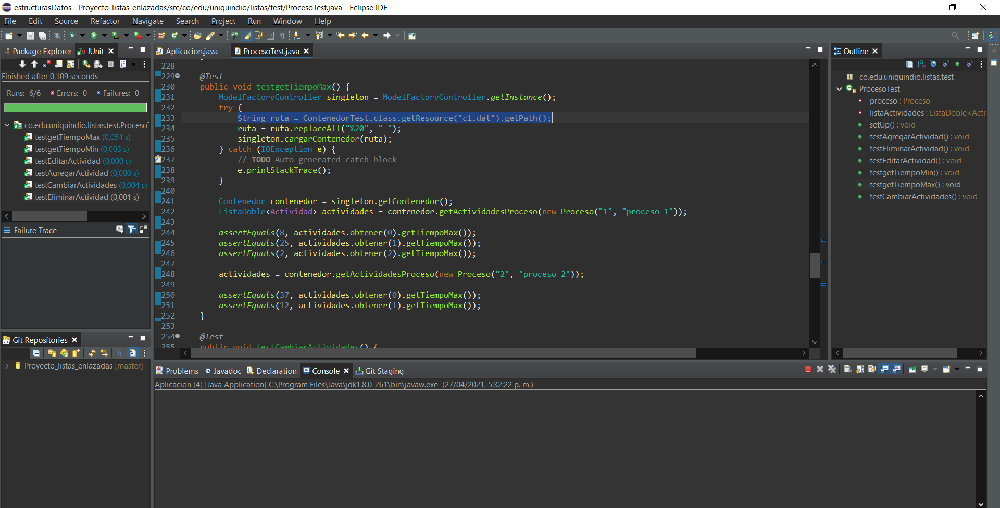 estructurasDatos - Proyecto_listas_enlazadas/src/co/edu/uniquindio/listas/test/ProcesoTest.java - Eclipse IDE
File Edit Source Refactor Navigate Search Project Run Window Help
Package Explorer JUnit
Finished after 0,109 seconds
Runs: 6/6 Errors: 0 Failures: 0
co.edu.uniquindio.listas.test.ProcesoT
testgetTiempoMax (0,054 s)
testgetTiempoMin (0,003 s)
testEditarActividad (0,000 s)
testAgregarActividad (0,000 s)
testCambiarActividades (0,004 s)
testEliminarActividad (0,001 s)
Failure Trace
Git Repositories
Proyecto_listas_enlazadas [master] -
Aplicacion.java ProcesoTest.java
228
229 @Test
230 public void testgetTiempoMax() {
231 ModelFactoryController singleton = ModelFactoryController.getInstance();
232 try {
233 String ruta = ContenedorTest.class.getResource("c1.dat").getPath();
234 ruta = ruta.replaceAll("%20", " ");
235 singleton.cargarContenedor(ruta);
236 } catch (IOException e) {
237 // TODO Auto-generated catch block
238 e.printStackTrace();
239 }
240
241 Contenedor contenedor = singleton.getContenedor();
242 ListaDoble<Actividad> actividades = contenedor.getActividadesProceso(new Proceso("1", "proceso 1"));
243
244 assertEquals(8, actividades.obtener(0).getTiempoMax());
245 assertEquals(25, actividades.obtener(1).getTiempoMax());
246 assertEquals(2, actividades.obtener(2).getTiempoMax());
247
248 actividades = contenedor.getActividadesProceso(new Proceso("2", "proceso 2"));
249
250 assertEquals(37, actividades.obtener(0).getTiempoMax());
251 assertEquals(12, actividades.obtener(1).getTiempoMax());
252 }
253
254 @Test
255 public void testCambiarActividades() {
Outline
co.edu.uniquindio.listas.test
ProcesoTest
proceso : Proceso
listaActividades : ListaDoble<Activ
setUp() : void
testAgregarActividad() : void
testEliminarActividad() : void
testEditarActividad() : void
testgetTiempoMin() : void
testgetTiempoMax() : void
testCambiarActividades() : void
Problems Javadoc Declaration Console Git Staging
Aplicacion (4) [Java Application] C:\Program Files\Java\jdk1.8.0_261\bin\javaw.exe (27/04/2021, 5:32:22 p. m.)